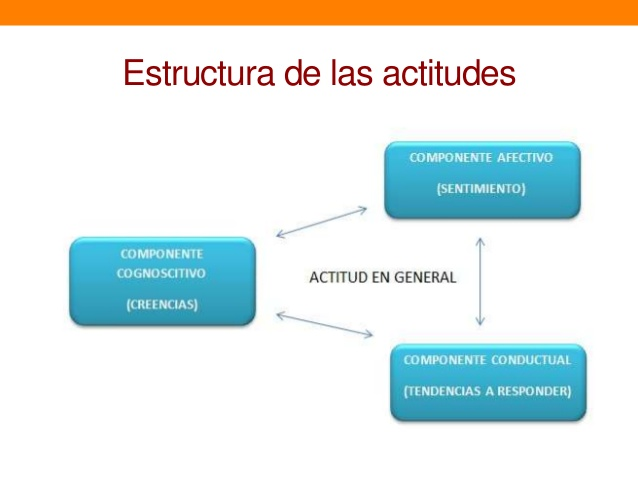 Estructura de las actitudes
COMPONENTE AFECTIVO
(SENTIMIENTO)
COMPONENTE
COGNOSCITIVO
(CREENCIAS)
ACTITUD EN GENERAL
COMPONENTE CONDUCTUAL
(TENDENCIAS A RESPONDER)